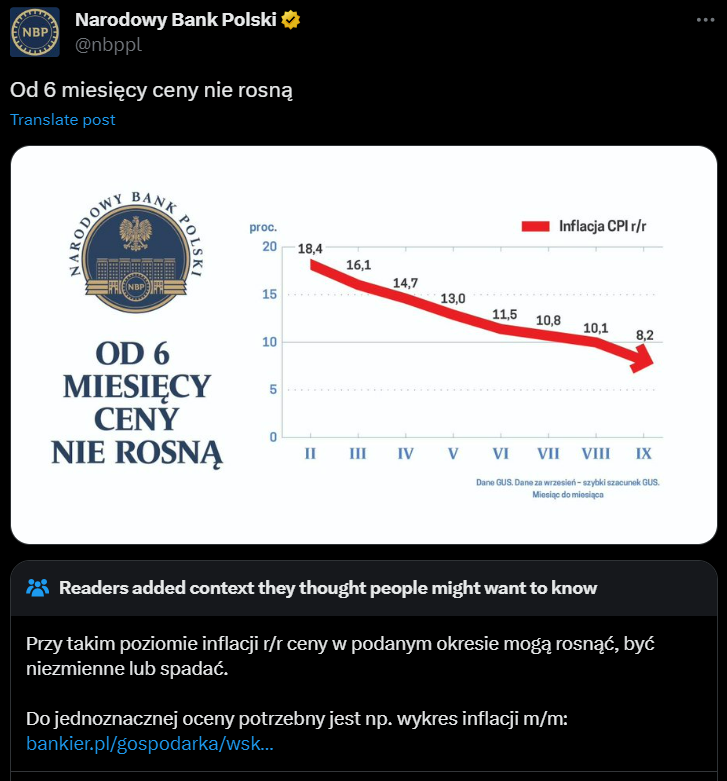 Narodowy Bank Polski
@nbppl
Od 6 miesięcy ceny nie rosną
Translate post
NARODOWY BANK POLSKI
NBP
OD 6
MIESIĘCY
CENY
NIE ROSNĄ
proc.
Inflacja CPI r/r
20
15
10
5
0
18,4
16,1
14,7
13,0
11,5
10,8
10,1
8,2
II III IV V VI VII VIII IX
Dane GUS. Dane za wrzesień – szybki szacunek GUS.
Miesiąc do miesiąca
Readers added context they thought people might want to know
Przy takim poziomie inflacji r/r ceny w podanym okresie mogą rosnąć, być
niezmienne lub spadać.
Do jednoznacznej oceny potrzebny jest np. wykres inflacji m/m:
bankier.pl/gospodarka/wsk...